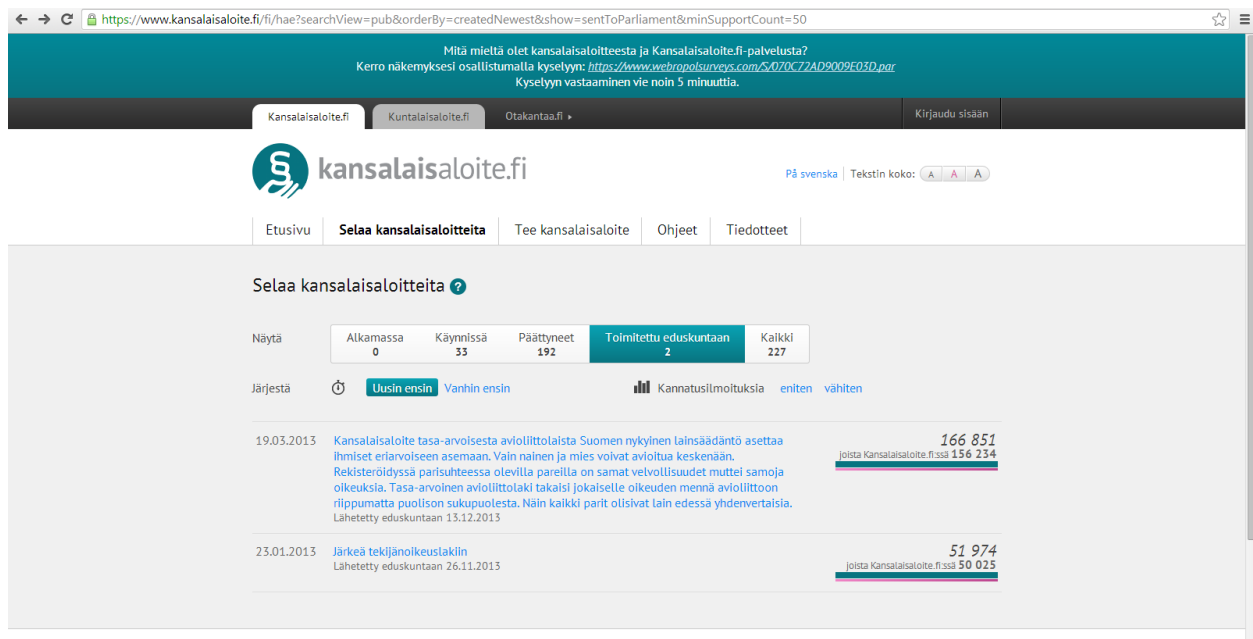 https://www.kansalaisaloite.fi/fi/hae?searchView=pub&orderBy=createdNewest&show=sentToParliament&minSupportCount=50
Mitä mieltä olet kansalaisaloitteesta ja Kansalaisaloite.fi-palvelusta?
Kerro näkemyksesi osallistumalla kyselyyn: https://www.webropolsurveys.com/S/070C72AD9009E03D.par
Kyselyyn vastaaminen vie noin 5 minuuttia.
Kansalaisaloite.fi Kuntalaisaloite.fi Otakantaa.fi ▸ Kirjaudu sisään
§ kansalaisaloite.fi
På svenska Tekstin koko: A A A
Etusivu Selaa kansalaisaloitteita Tee kansalaisaloite Ohjeet Tiedotteet
Selaa kansalaisaloitteita ?
Näytä Alkamassa Käynnissä Päättyneet Toimitettu eduskuntaan Kaikki
0 33 192 2 227
Järjestä Uusin ensin Vanhin ensin Kannatusilmoituksia eniten vähiten
19.03.2013 Kansalaisaloite tasa-arvoisesta avioliittolaista Suomen nykyinen lainsäädäntö asettaa 166 851
ihmiset eriarvoiseen asemaan. Vain nainen ja mies voivat avioitua keskenään. joista Kansalaisaloite.fi:ssä 156 234
Rekisteröidyssä parisuhteessa olevilla pareilla on samat velvollisuudet muttei samoja
oikeuksia. Tasa-arvoinen avioliittolaki takaisi jokaiselle oikeuden mennä avioliittoon
riippumatta puolison sukupuolesta. Näin kaikki parit olisivat lain edessä yhdenvertaisia.
Lähetetty eduskuntaan 13.12.2013
23.01.2013 Järkeä tekijänoikeuslakiin 51 974
Lähetetty eduskuntaan 26.11.2013 joista Kansalaisaloite.fi:ssä 50 025